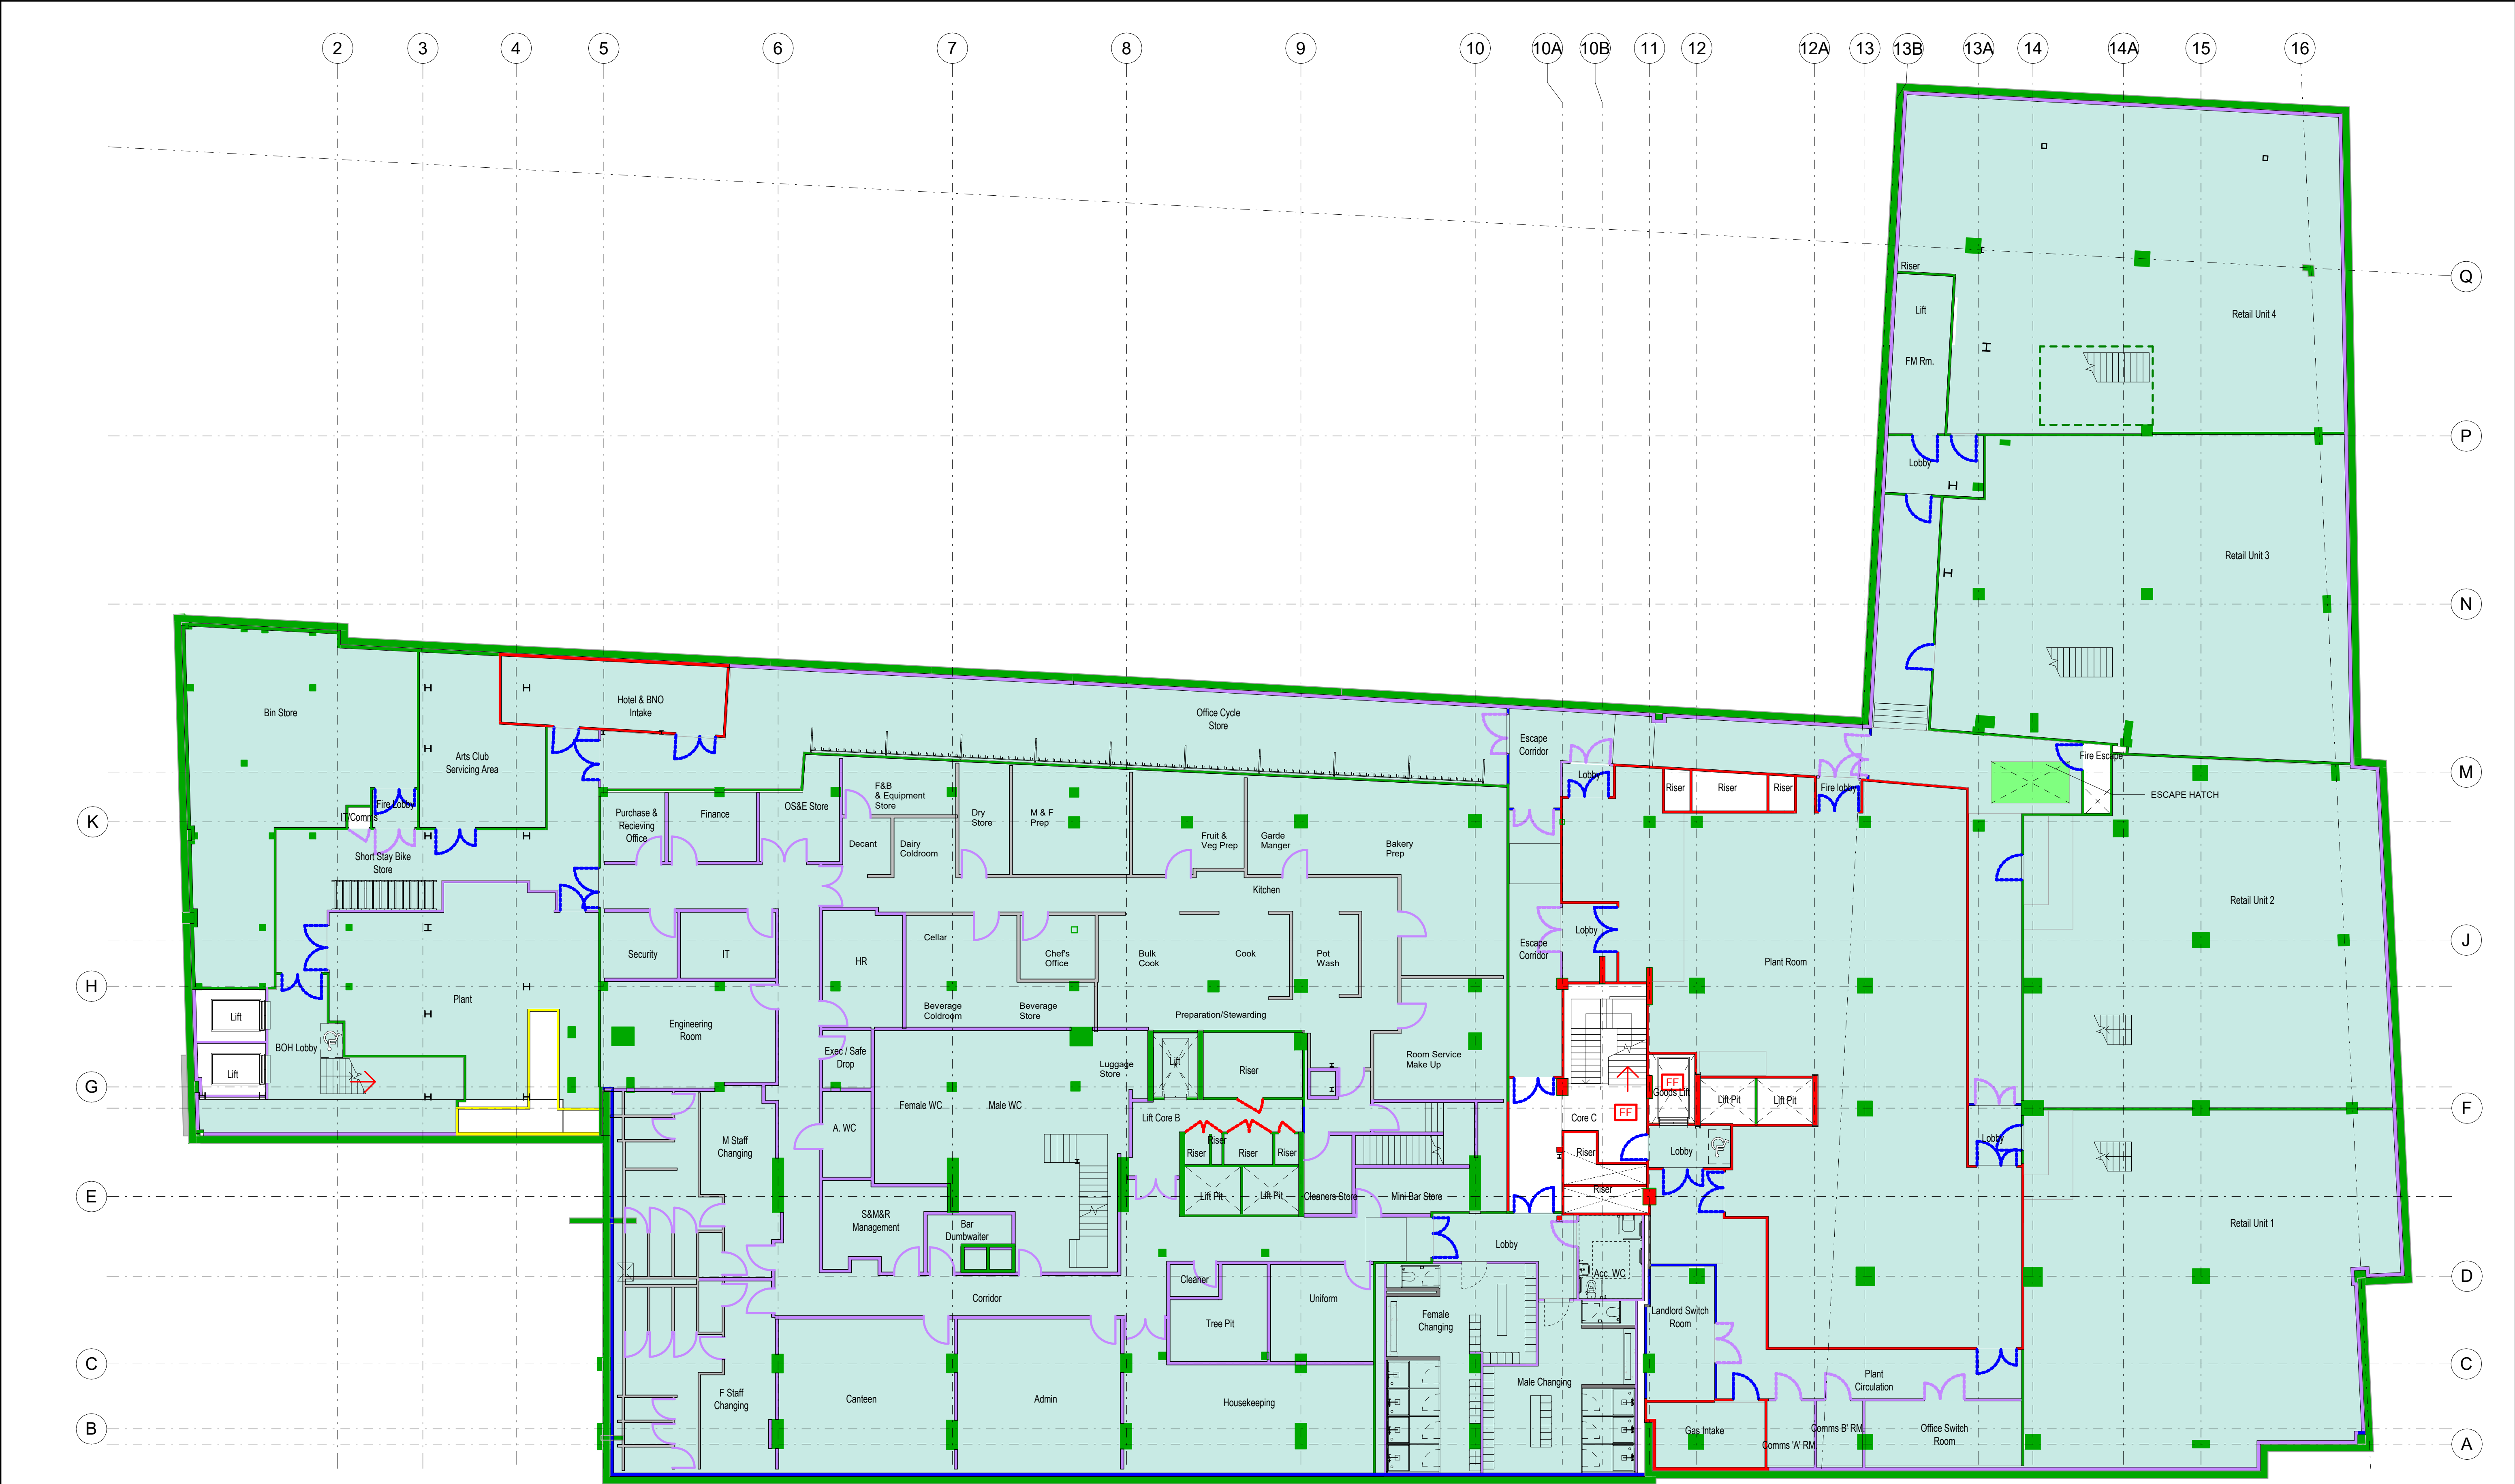 2
3
4
5
6
7
8
9
10
10A
10B
11
12
12A
13
13B
13A
14
14A
15
16
Q
Riser
Lift
Retail Unit 4
FM Rm.
P
Lobby
Retail Unit 3
N
Bin Store
Hotel & BNO
Intake
Office Cycle
Store
Escape
Corridor
Arts Club
Servicing Area
Fire Escape
M
Lobby
Riser
Riser
Riser
Fire lobby
ESCAPE HATCH
Fire Lobby
IT/Comms
K
Purchase &
Recieving
Office
Finance
OS&E Store
F&B
& Equipment
Store
Dry
Store
M & F
Prep
Fruit &
Veg Prep
Garde
Manger
Bakery
Prep
Decant
Dairy
Coldroom
Short Stay Bike
Store
Kitchen
Retail Unit 2
Cellar
Lobby
Escape
Corridor
J
Security
IT
HR
Chef's
Office
Bulk
Cook
Cook
Pot
Wash
Plant Room
H
Plant
Beverage
Coldroom
Beverage
Store
Preparation/Stewarding
Lift
BOH Lobby
Engineering
Room
Exec / Safe
Drop
Luggage
Store
Lift
Riser
Room Service
Make Up
Lift
G
FF
Goods Lift
Lift Pit
Lift Pit
Female WC
Male WC
Lift Core B
FF
Core C
F
A. WC
M Staff
Changing
Riser
Riser
Riser
Riser
Riser
Lobby
Lobby
E
Lift Pit
Lift Pit
Cleaners Store
Mini Bar Store
Riser
S&M&R
Management
Bar
Dumbwaiter
Retail Unit 1
Lobby
Cleaner
Acc. WC
D
Corridor
Uniform
Female
Changing
Landlord Switch
Room
Tree Pit
C
C
Plant
Circulation
Male Changing
F Staff
Changing
Canteen
Admin
Housekeeping
B
Gas Intake
Comms 'A' RM
Comms B' RM
Office Switch
Room
A